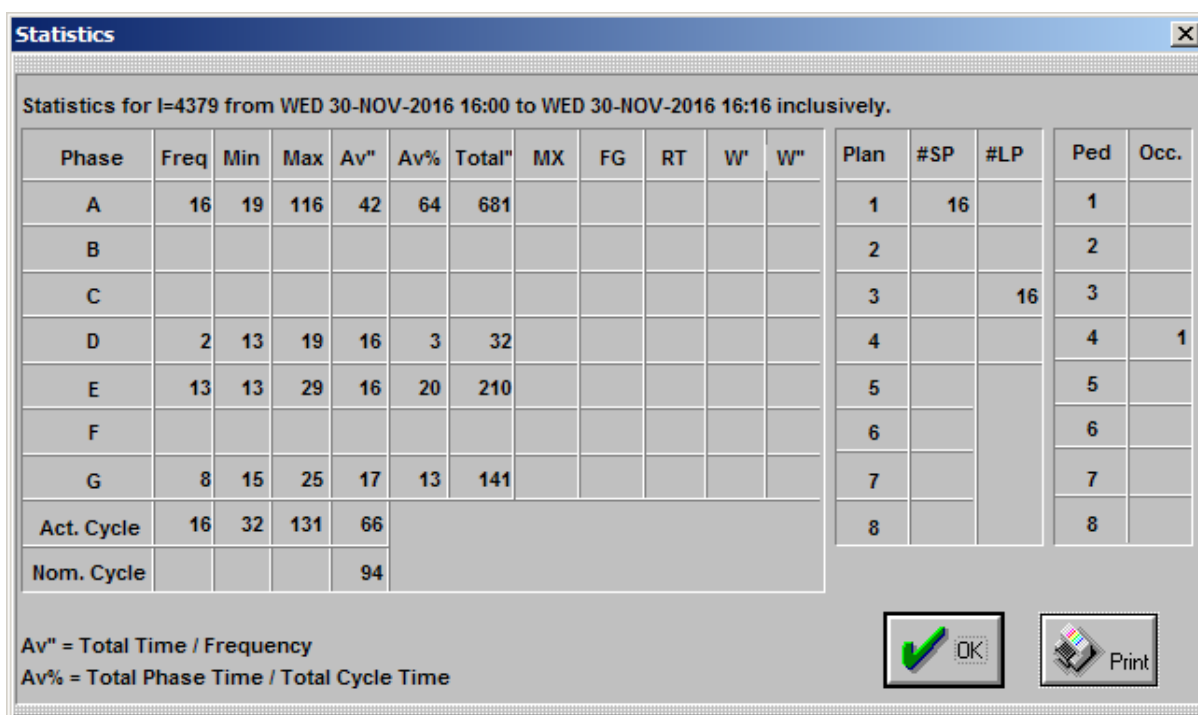 Statistics
Statistics for I=4379 from WED 30-NOV-2016 16:00 to WED 30-NOV-2016 16:16 inclusively.
Phase Freq Min Max Av" Av% Total" MX FG RT W' W"
A 16 19 116 42 64 681
B
C
D 2 13 19 16 3 32
E 13 13 29 16 20 210
F
G 8 15 25 17 13 141
Act. Cycle 16 32 131 66
Nom. Cycle 94
Plan #SP #LP
1 16
2
3 16
4
5
6
7
8
Ped Occ.
1
2
3
4 1
5
6
7
8
Av" = Total Time / Frequency
Av% = Total Phase Time / Total Cycle Time
OK
Print